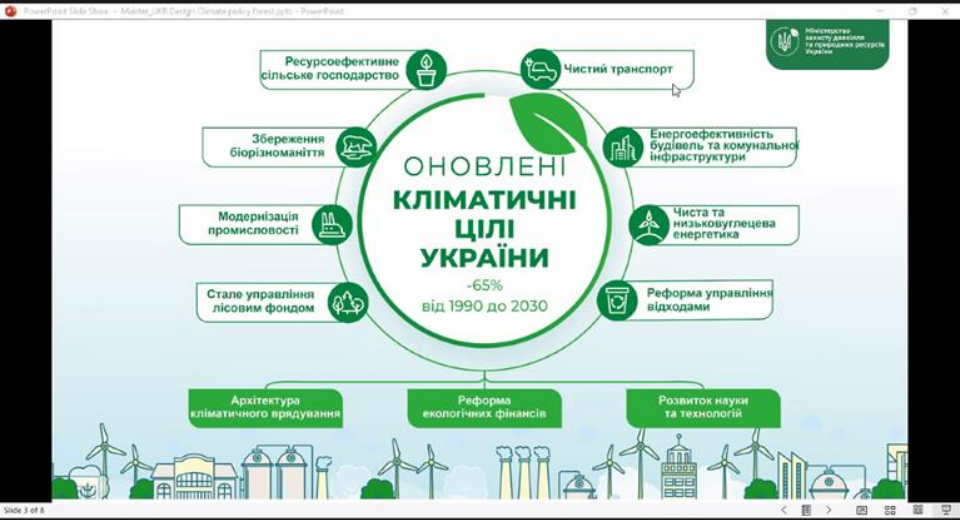 PowerPoint Slide Show - Maister_UKR Design Climate-policy Forest.pptx - PowerPoint
Міністерство
захисту довкілля
та природних ресурсів
України
Ресурсоефективне
сільське господарство
Чистий транспорт
Збереження
біорізноманіття
Енергоефективність
будівель та комунальної
інфраструктури
Модернізація
промисловості
Чиста та
низьковуглецева
енергетика
Стале управління
лісовим фондом
Реформа управління
відходами
ОНОВЛЕНІ
КЛІМАТИЧНІ
ЦІЛІ
УКРАЇНИ
-65%
від 1990 до 2030
Архітектура
кліматичного врядування
Реформа
екологічних фінансів
Розвиток науки
та технологій
Slide 3 of 8